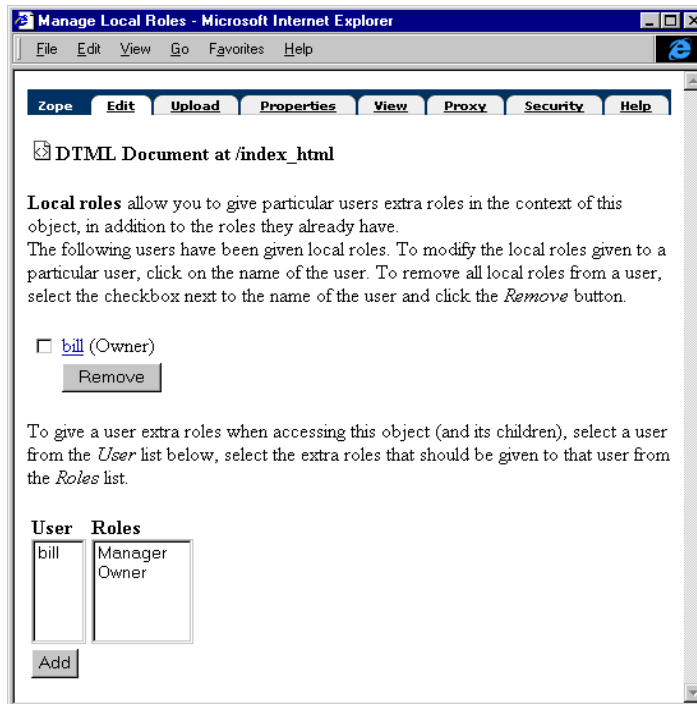 Manage Local Roles - Microsoft Internet Explorer
File Edit View Go Favorites Help
Zope Edit Upload Properties View Proxy Security Help
DTML Document at /index_html
Local roles allow you to give particular users extra roles in the context of this
object, in addition to the roles they already have.
The following users have been given local roles. To modify the local roles given to a
particular user, click on the name of the user. To remove all local roles from a user,
select the checkbox next to the name of the user and click the Remove button.
bill (Owner)
Remove
To give a user extra roles when accessing this object (and its children), select a user
from the User list below, select the extra roles that should be given to that user from
the Roles list.
User Roles
bill Manager
Owner
Add